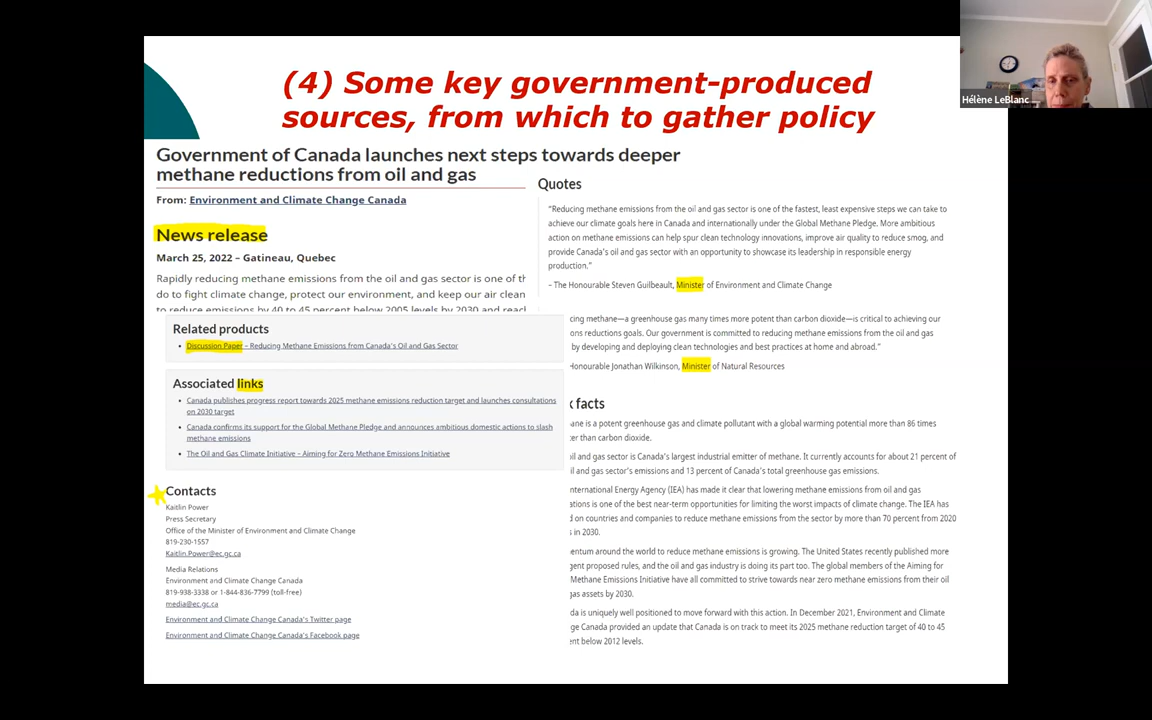 Hélène LeBlanc
(4) Some key government-produced
sources, from which to gather policy
Government of Canada launches next steps towards deeper
methane reductions from oil and gas
From: Environment and Climate Change Canada
News release
March 25, 2022 – Gatineau, Quebec
Rapidly reducing methane emissions from the oil and gas sector is one of th
do to fight climate change, protect our environment, and keep our air clean
to reduce emissions by 40 to 45 percent below 2005 levels by 2030 and reach
Related products
• Discussion Paper – Reducing Methane Emissions from Canada's Oil and Gas Sector
Associated links
• Canada publishes progress report towards 2025 methane emissions reduction target and launches consultations
on 2030 target
• Canada confirms its support for the Global Methane Pledge and announces ambitious domestic actions to slash
methane emissions
• The Oil and Gas Climate Initiative – Aiming for Zero Methane Emissions Initiative
Contacts
Kaitlin Power
Press Secretary
Office of the Minister of Environment and Climate Change
819-230-1557
Kaitlin.Power@ec.gc.ca
Media Relations
Environment and Climate Change Canada
819-938-3338 or 1-844-836-7799 (toll-free)
media@ec.gc.ca
Environment and Climate Change Canada's Twitter page
Environment and Climate Change Canada's Facebook page
Quotes
“Reducing methane emissions from the oil and gas sector is one of the fastest, least expensive steps we can take to
achieve our climate goals here in Canada and internationally under the Global Methane Pledge. More ambitious
action on methane emissions can help spur clean technology innovations, improve air quality to reduce smog, and
provide Canada's oil and gas sector with an opportunity to showcase its leadership in responsible energy
production.”
– The Honourable Steven Guilbeault, Minister of Environment and Climate Change
cing methane—a greenhouse gas many times more potent than carbon dioxide—is critical to achieving our
ons reductions goals. Our government is committed to reducing methane emissions from the oil and gas
by developing and deploying clean technologies and best practices at home and abroad.”
Honourable Jonathan Wilkinson, Minister of Natural Resources
k facts
ane is a potent greenhouse gas and climate pollutant with a global warming potential more than 86 times
ter than carbon dioxide.
il and gas sector is Canada's largest industrial emitter of methane. It currently accounts for about 21 percent of
il and gas sector's emissions and 13 percent of Canada's total greenhouse gas emissions.
nternational Energy Agency (IEA) has made it clear that lowering methane emissions from oil and gas
ations is one of the best near-term opportunities for limiting the worst impacts of climate change. The IEA has
d on countries and companies to reduce methane emissions from the sector by more than 70 percent from 2020
s in 2030.
entum around the world to reduce methane emissions is growing. The United States recently published more
gent proposed rules, and the oil and gas industry is doing its part too. The global members of the Aiming for
Methane Emissions Initiative have all committed to strive towards near zero methane emissions from their oil
gas assets by 2030.
da is uniquely well positioned to move forward with this action. In December 2021, Environment and Climate
ge Canada provided an update that Canada is on track to meet its 2025 methane reduction target of 40 to 45
nt below 2012 levels.